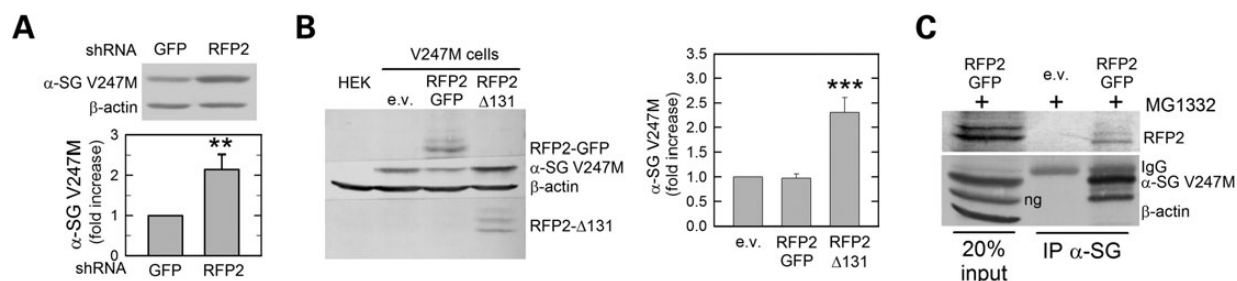 A
shRNA GFP RFP2
α-SG V247M
β-actin
α-SG V247M
(fold increase)
3
2
1
0
**
shRNA GFP RFP2
B
V247M cells
HEK e.v. RFP2 GFP RFP2 Δ131
RFP2-GFP
α-SG V247M
β-actin
RFP2-Δ131
α-SG V247M
(fold increase)
3.5
3.0
2.5
2.0
1.5
1.0
0.5
0.0
***
e.v. RFP2 GFP RFP2 Δ131
C
RFP2 GFP e.v. RFP2 GFP
+ + + MG1332
RFP2
IgG
α-SG V247M
ng
β-actin
20% input IP α-SG